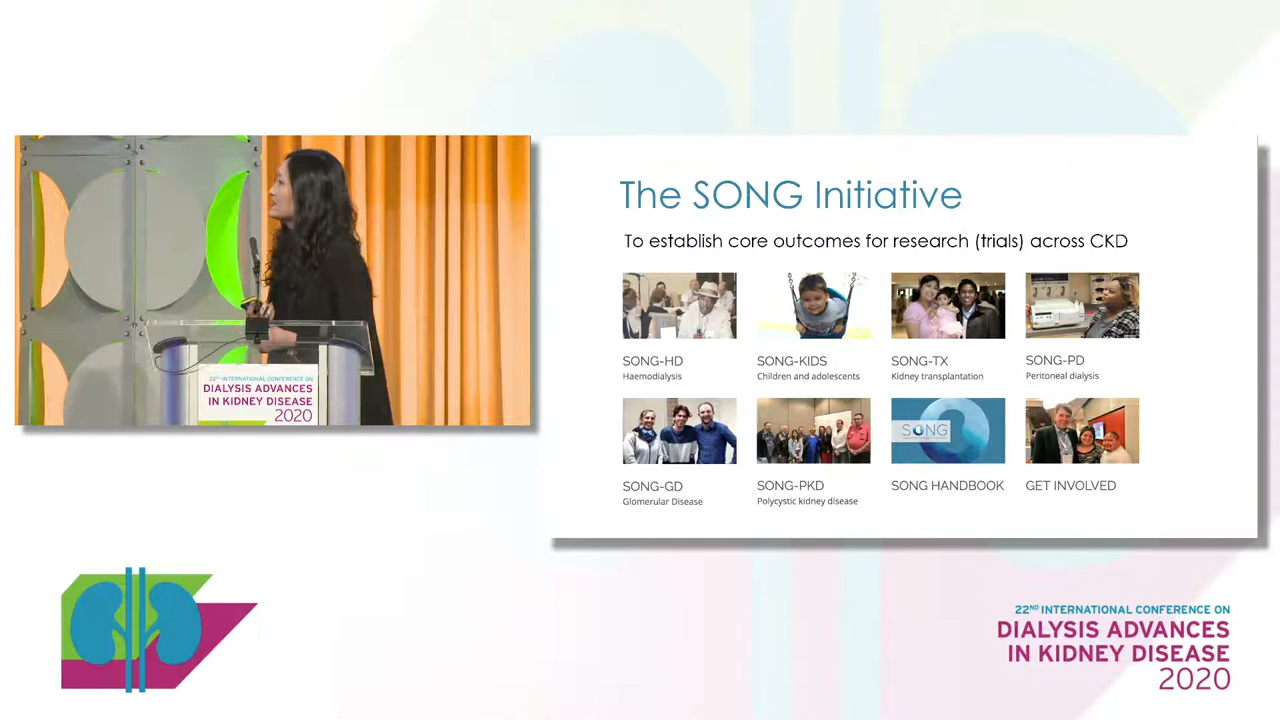 22ND INTERNATIONAL CONFERENCE ON
DIALYSIS ADVANCES
IN KIDNEY DISEASE
2020
The SONG Initiative
To establish core outcomes for research (trials) across CKD
SONG-HD
Haemodialysis
SONG-KIDS
Children and adolescents
SONG-TX
Kidney transplantation
SONG-PD
Peritoneal dialysis
SONG
SONG-GD
Glomerular Disease
SONG-PKD
Polycystic kidney disease
SONG HANDBOOK
GET INVOLVED
22ND INTERNATIONAL CONFERENCE ON
DIALYSIS ADVANCES
IN KIDNEY DISEASE
2020